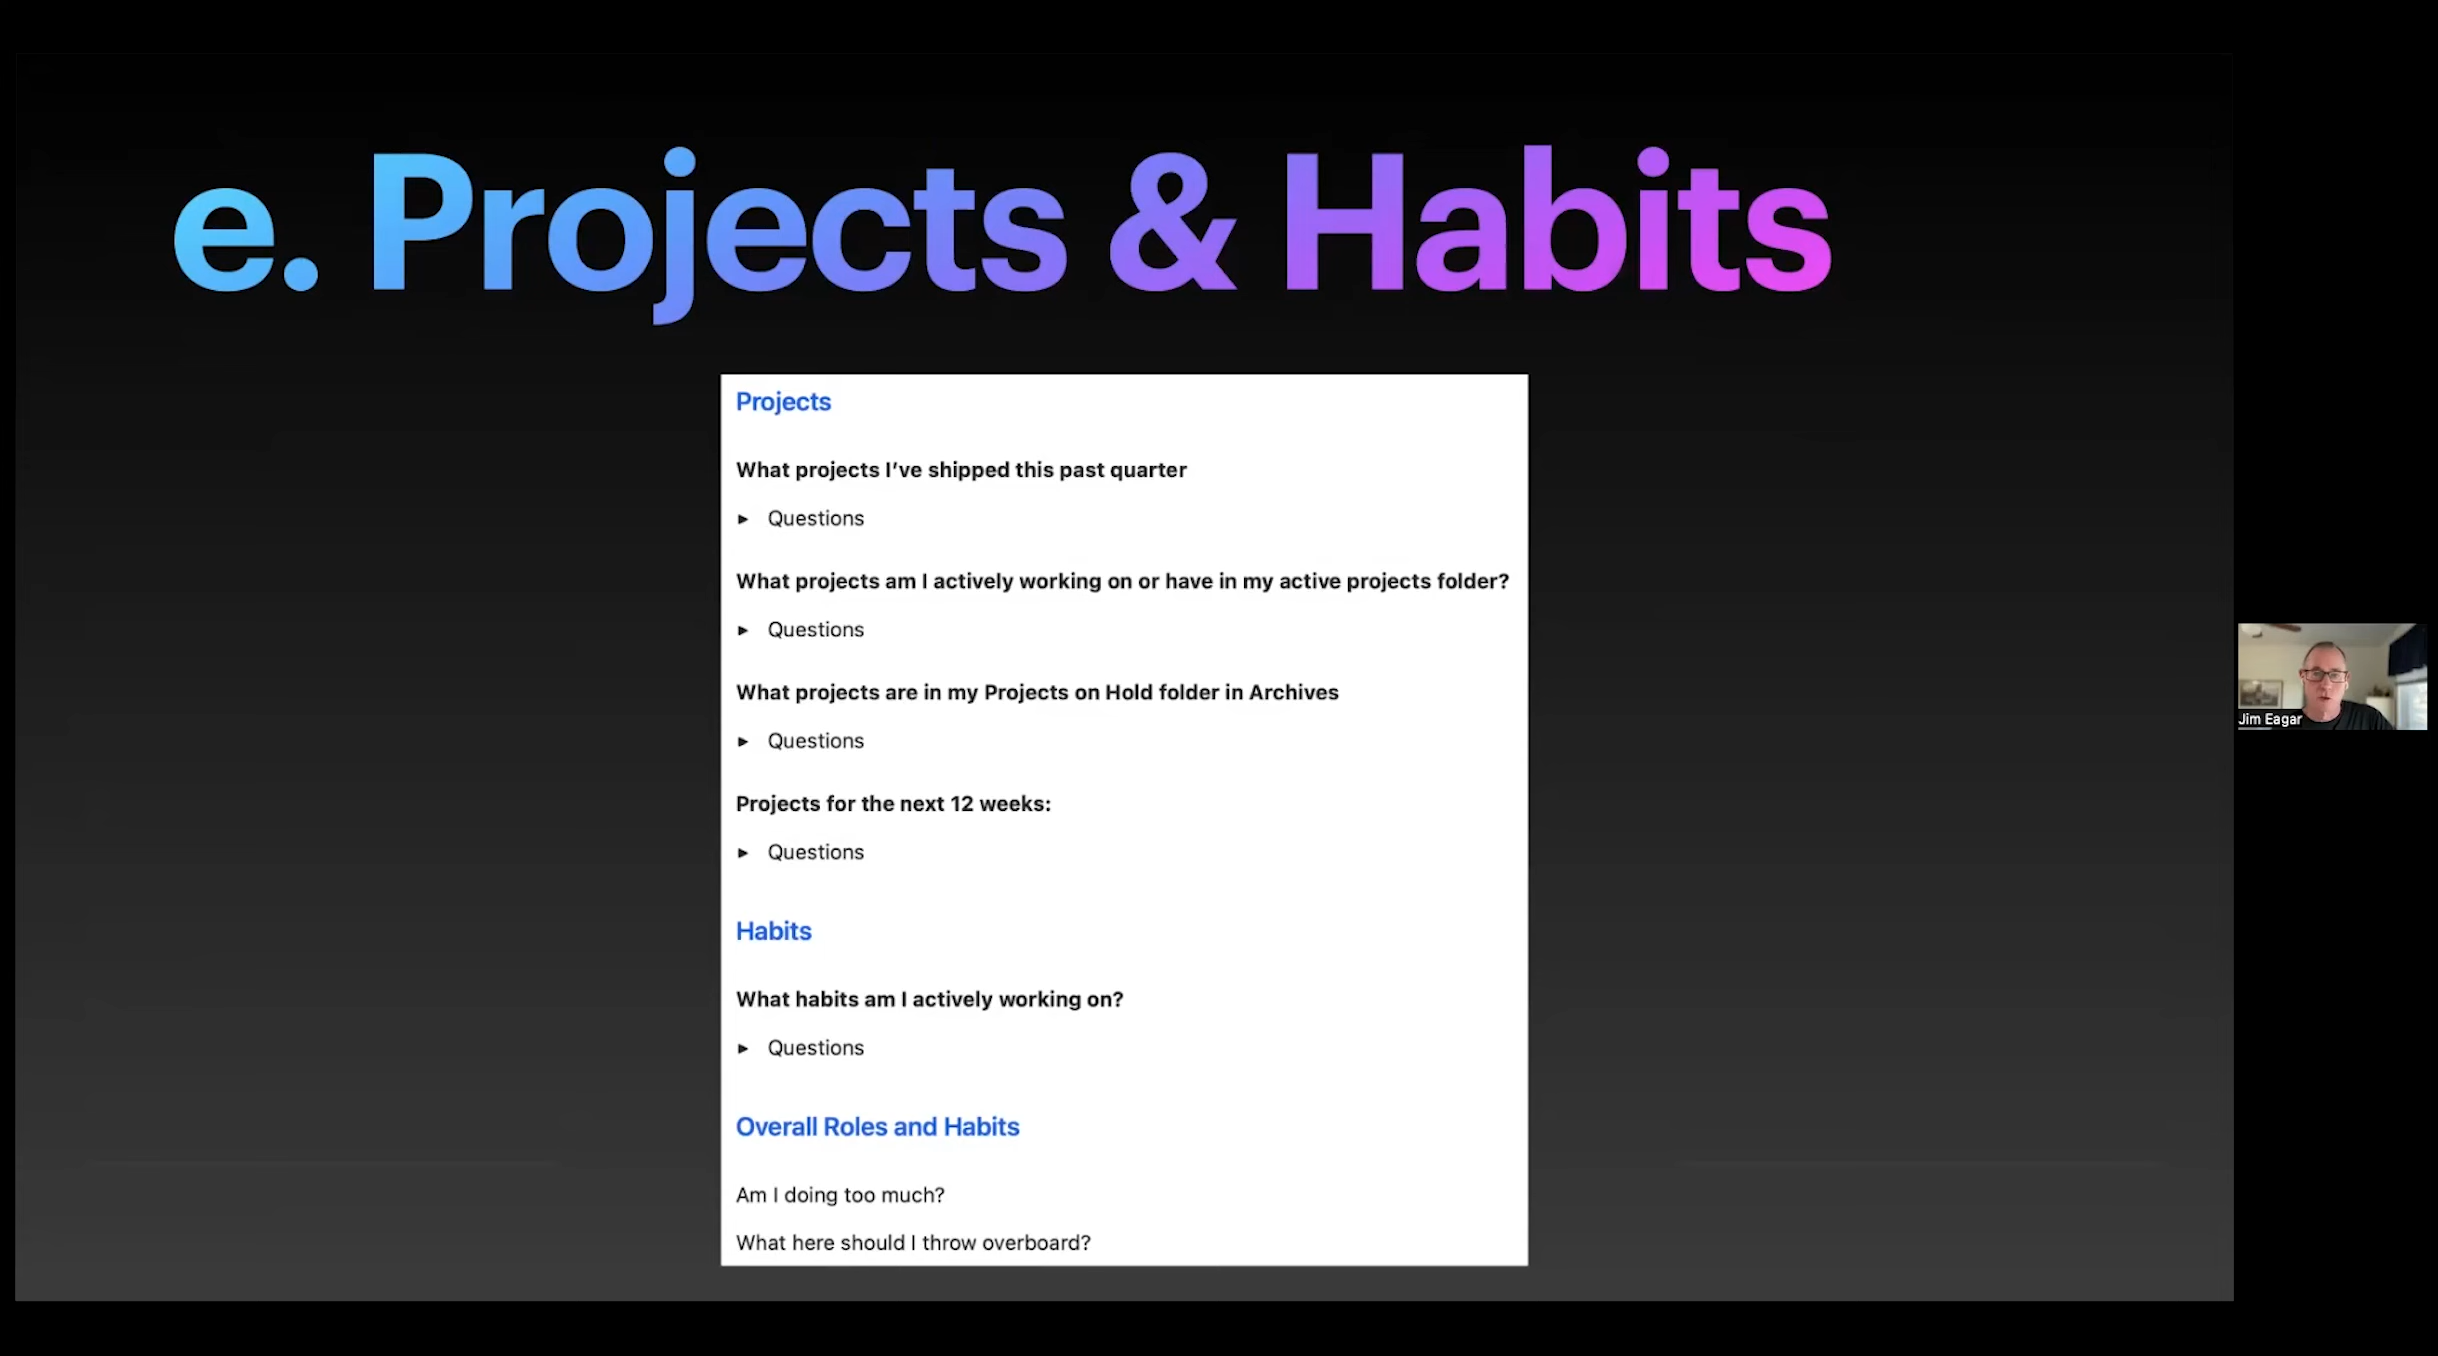 e. Projects & Habits
Projects
What projects I've shipped this past quarter
▸ Questions
What projects am I actively working on or have in my active projects folder?
▸ Questions
What projects are in my Projects on Hold folder in Archives
▸ Questions
Projects for the next 12 weeks:
▸ Questions
Habits
What habits am I actively working on?
▸ Questions
Overall Roles and Habits
Am I doing too much?
What here should I throw overboard?
Jim Eagar